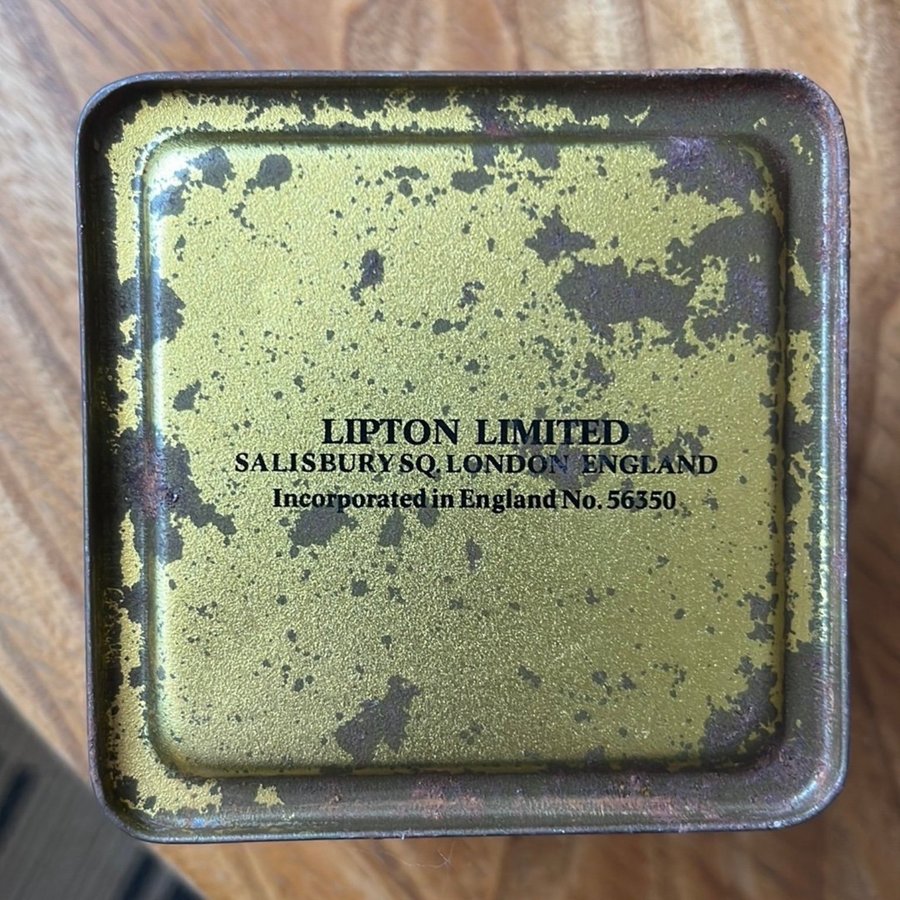 LIPTON LIMITED
SALISBURY SQ. LONDON ENGLAND
Incorporated in England No. 56350